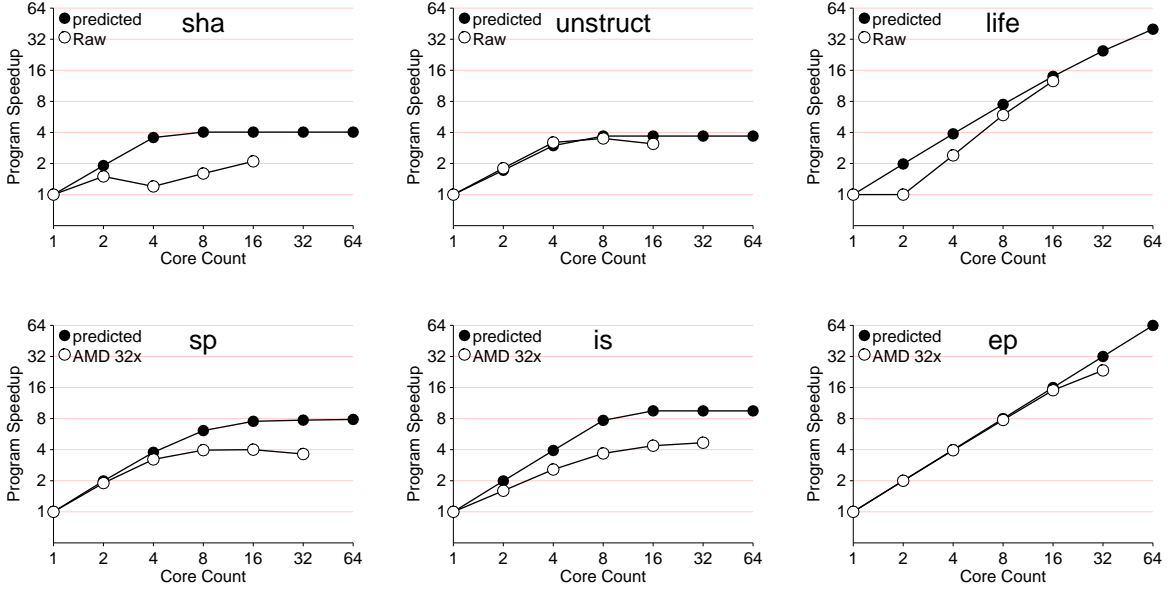 sha
predicted
Raw
Program Speedup
64
32
16
8
4
2
1
1 2 4 8 16 32 64
Core Count
unstruct
predicted
Raw
Program Speedup
64
32
16
8
4
2
1
1 2 4 8 16 32 64
Core Count
life
predicted
Raw
Program Speedup
64
32
16
8
4
2
1
1 2 4 8 16 32 64
Core Count
sp
predicted
AMD 32x
Program Speedup
64
32
16
8
4
2
1
1 2 4 8 16 32 64
Core Count
is
predicted
AMD 32x
Program Speedup
64
32
16
8
4
2
1
1 2 4 8 16 32 64
Core Count
ep
predicted
AMD 32x
Program Speedup
64
32
16
8
4
2
1
1 2 4 8 16 32 64
Core Count